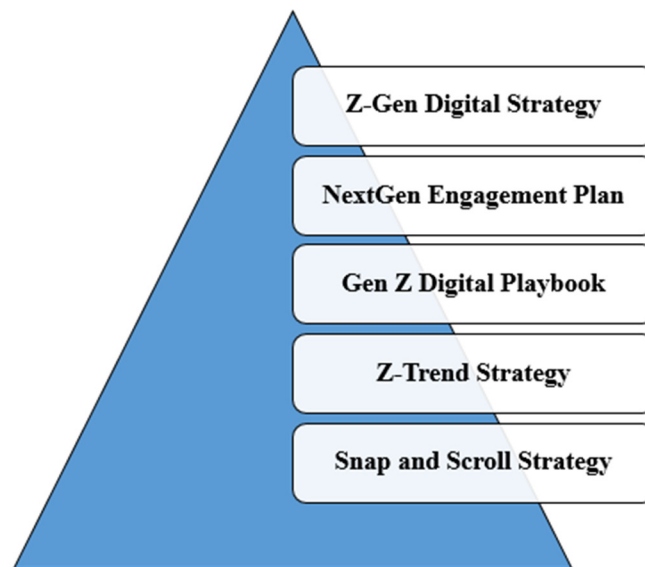 Z-Gen Digital Strategy
NextGen Engagement Plan
Gen Z Digital Playbook
Z-Trend Strategy
Snap and Scroll Strategy